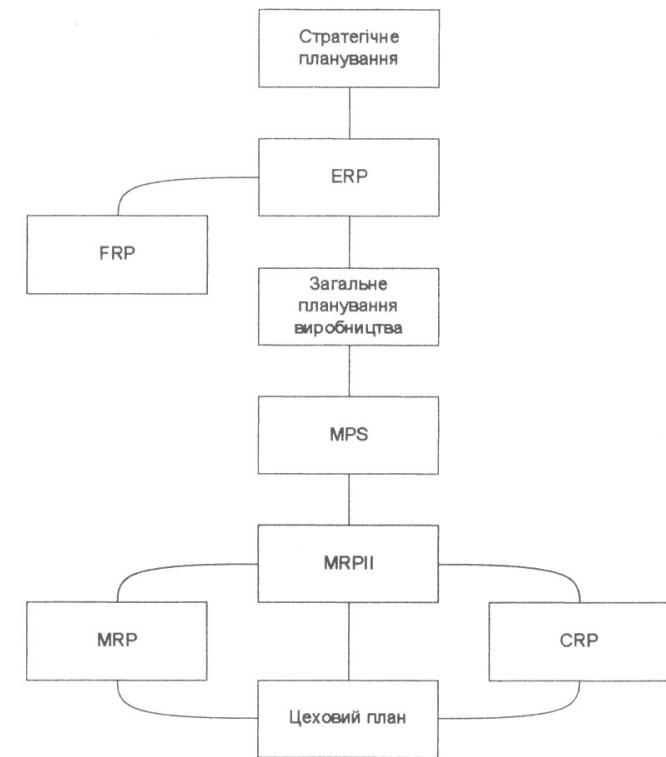 Стратегічне
планування
ERP
FRP
Загальне
планування
виробництва
MPS
MRPII
MRP
CRP
Цеховий план